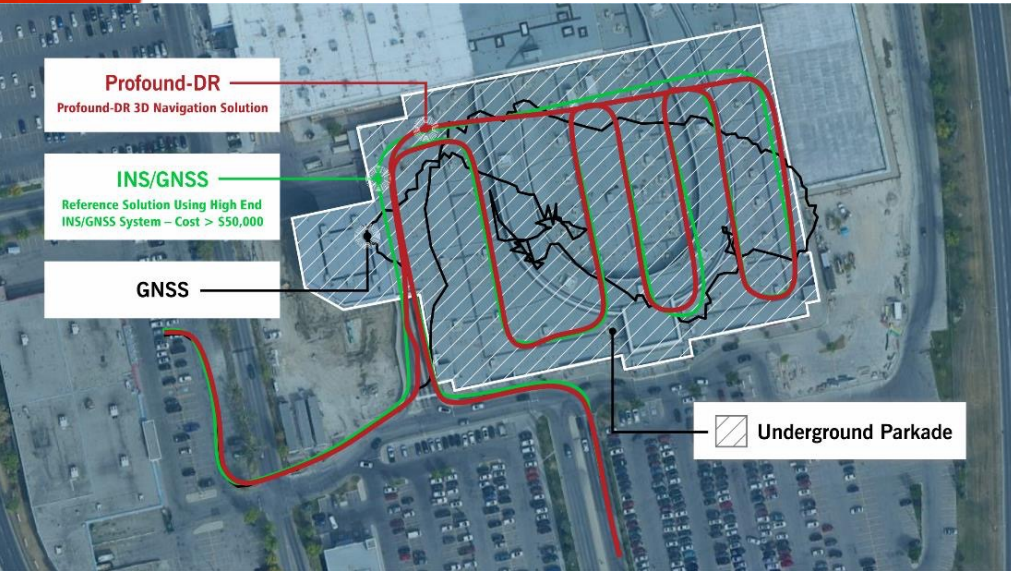 Profound-DR
Profound-DR 3D Navigation Solution
INS/GNSS
Reference Solution Using High End
INS/GNSS System – Cost > $50,000
GNSS
Underground Parkade